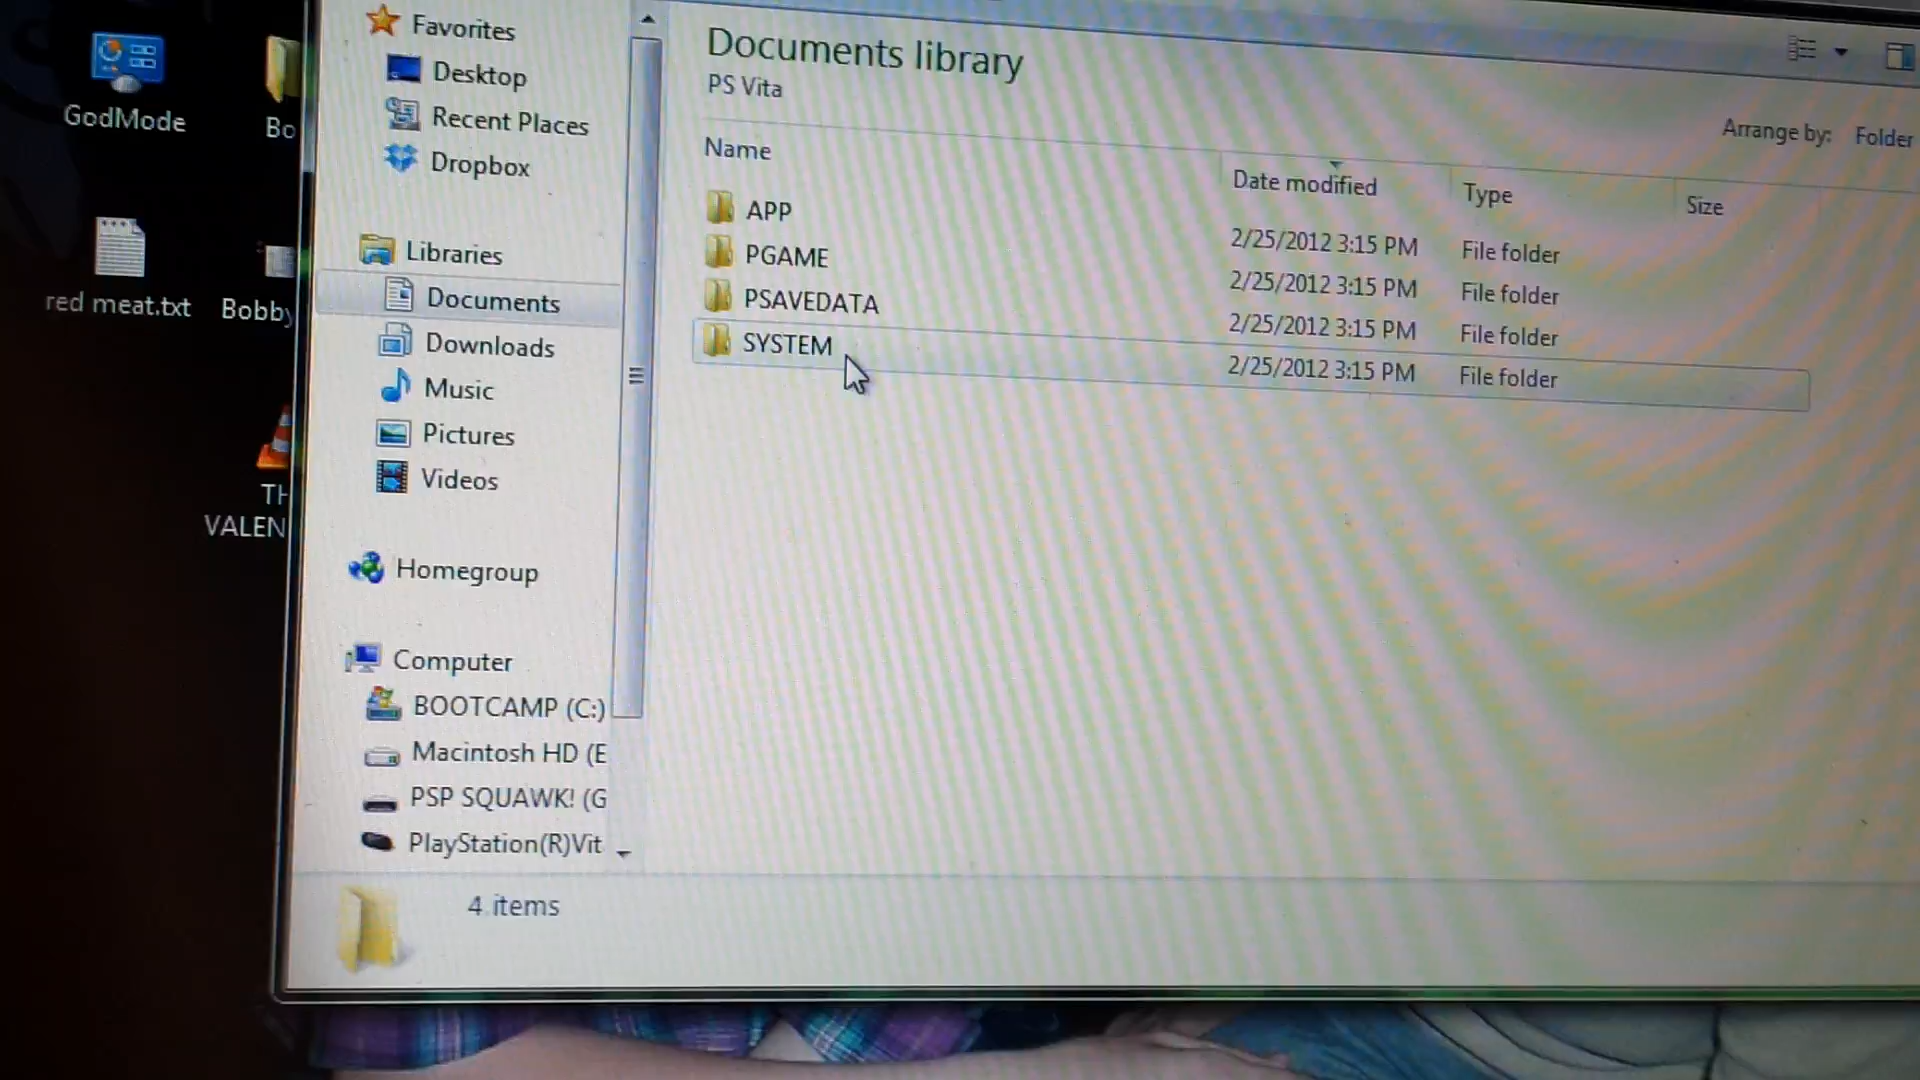 GodMode
Bo
red meat.txt
Bobby
TH
VALEN
Favorites
Desktop
Recent Places
Dropbox
Libraries
Documents
Downloads
Music
Pictures
Videos
Homegroup
Computer
BOOTCAMP (C:)
Macintosh HD (E
PSP SQUAWK! (G
PlayStation(R)Vit
Documents library
PS Vita
Arrange by: Folder
Name Date modified Type Size
APP 2/25/2012 3:15 PM File folder
PGAME 2/25/2012 3:15 PM File folder
PSAVEDATA 2/25/2012 3:15 PM File folder
SYSTEM 2/25/2012 3:15 PM File folder
4 items